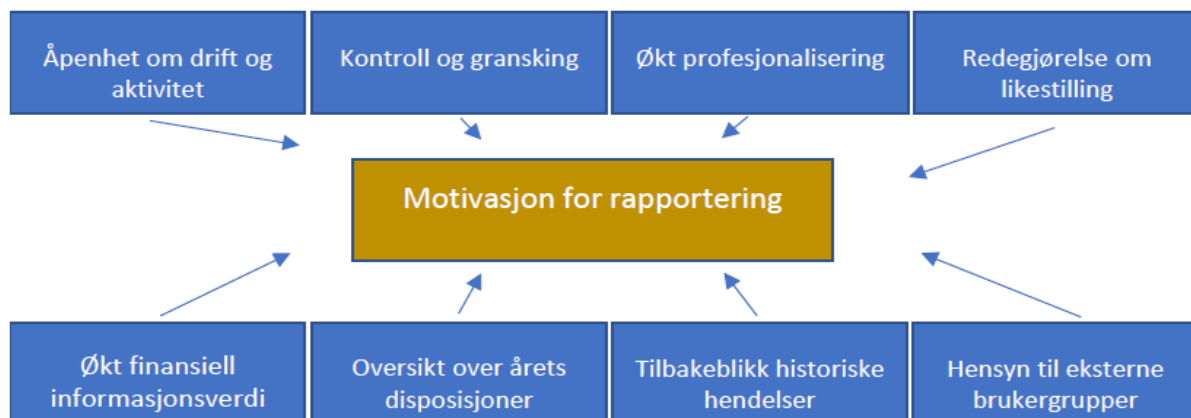 Åpenhet om drift og
aktivitet
Kontroll og gransking
Økt profesjonalisering
Redegjørelse om
likestilling
Motivasjon for rapportering
Økt finansiell
informasjonsverdi
Oversikt over årets
disposisjoner
Tilbakeblikk historiske
hendelser
Hensyn til eksterne
brukergrupper